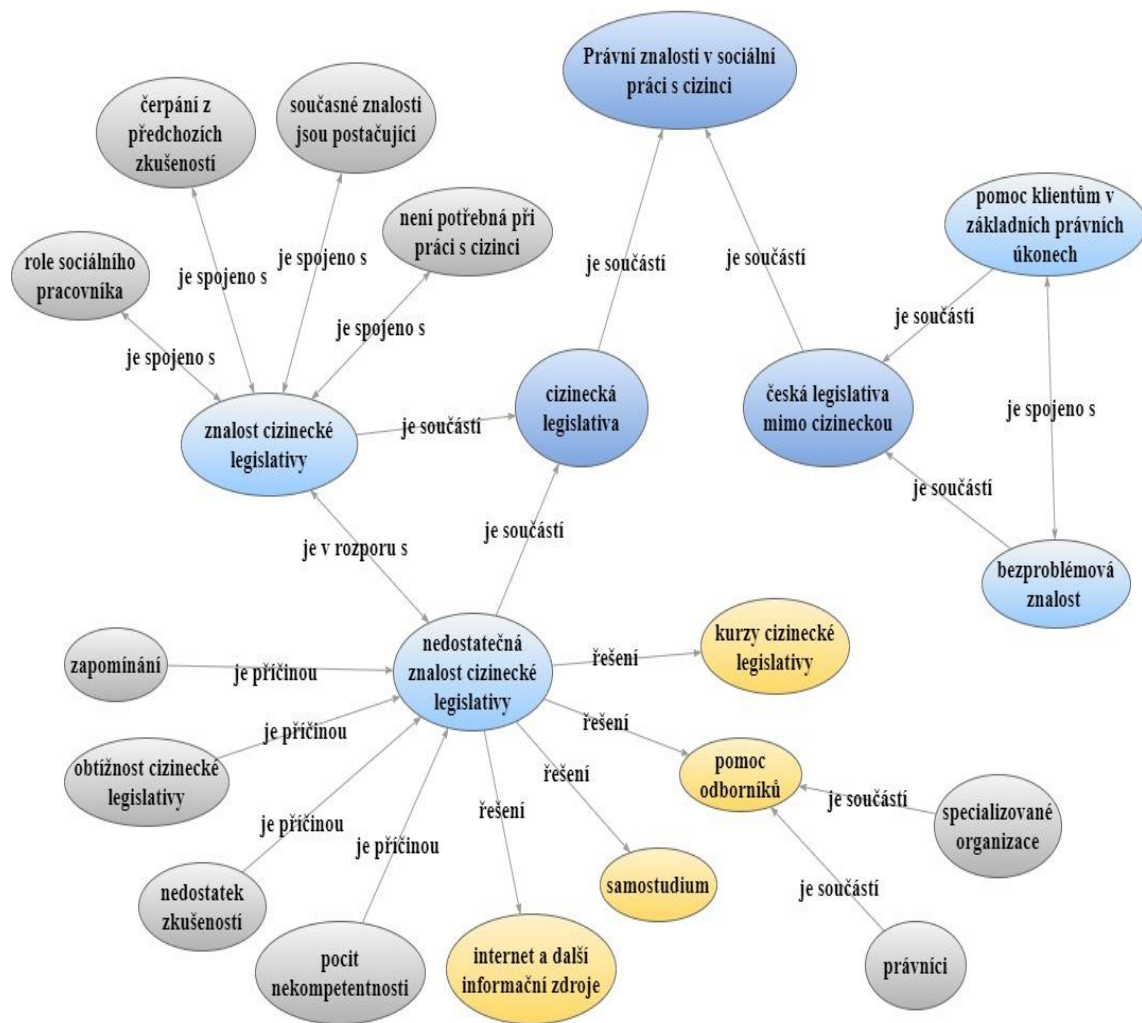 Právní znalosti v sociální
práci s cizinci
čerpání z
předchozích
zkušeností
současné znalosti
jsou postačující
není potřebná při
práci s cizinci
role sociálního
pracovníka
pomoc klientům v
základních právních
úkonech
je spojeno s
je spojeno s
je spojeno s
je spojeno s
je součástí
je součástí
je součástí
znalost cizinecké
legislativy
je součástí
cizinecká
legislativa
česká legislativa
mimo cizineckou
je spojeno s
je součástí
je v rozporu s
je součástí
bezproblémová
znalost
zapomínání
je příčinou
nedostatečná
znalost cizinecké
legislativy
řešení
kurzy cizinecké
legislativy
obtížnost cizinecké
legislativy
je příčinou
řešení
pomoc
odborníků
je součástí
specializované
organizace
je příčinou
je příčinou
řešení
řešení
nedostatek
zkušeností
samostudium
je součástí
pocit
nekompetentnosti
internet a další
informační zdroje
právníci